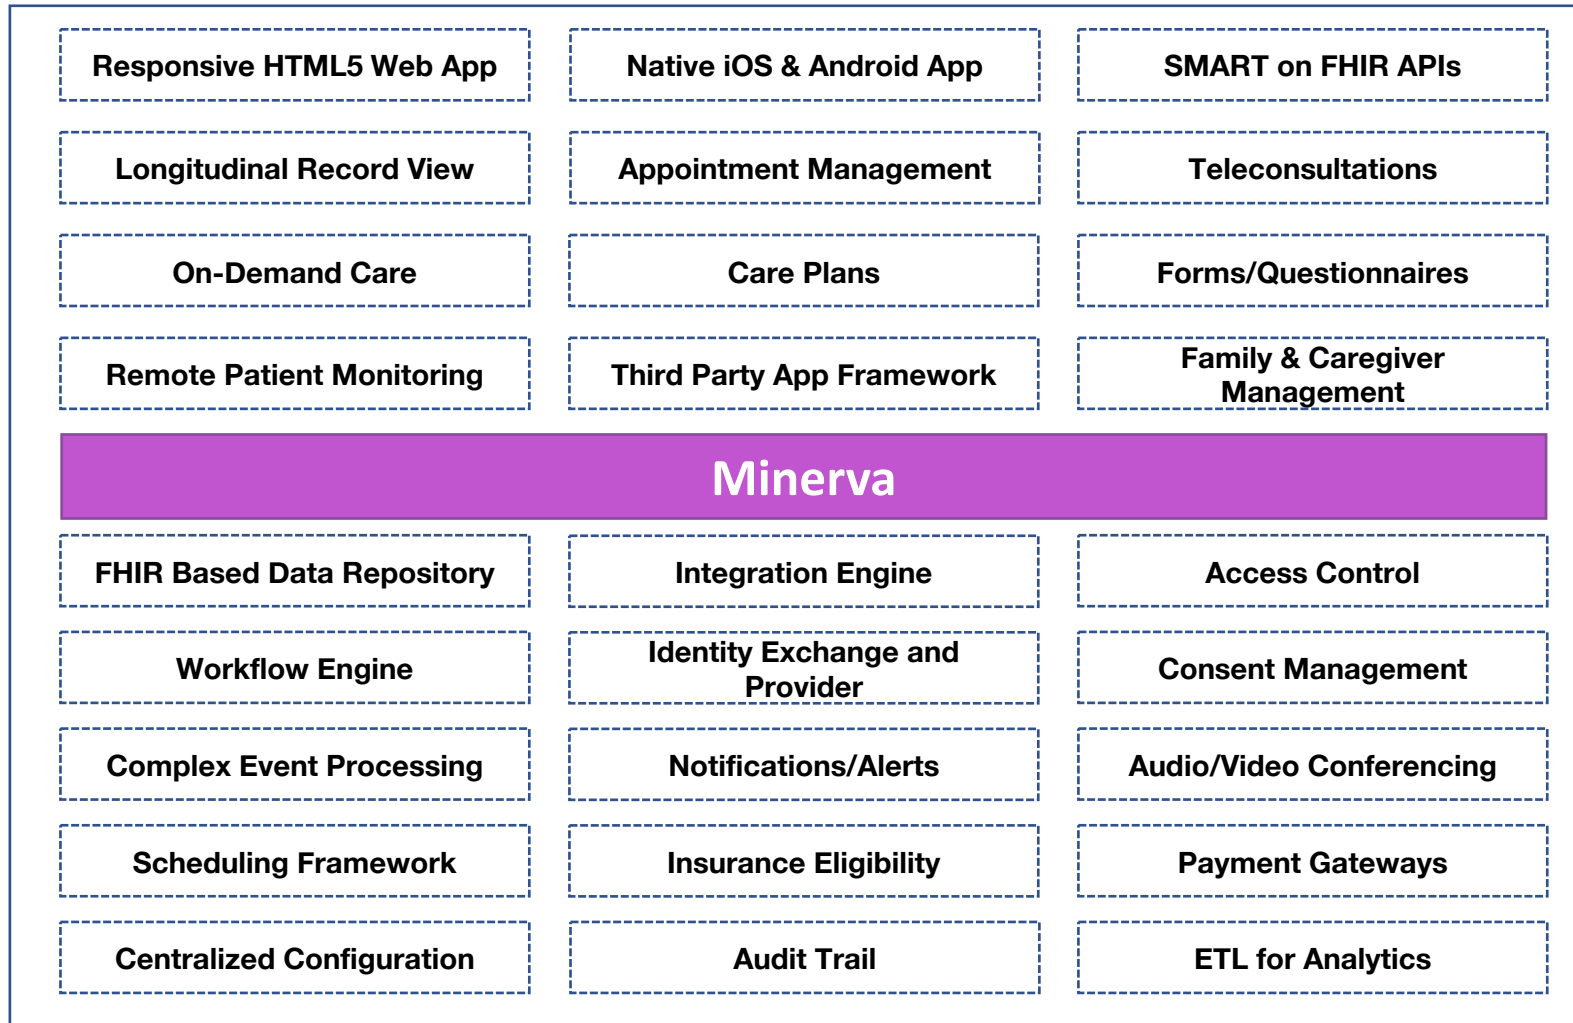 Responsive HTML5 Web App
Native iOS & Android App
SMART on FHIR APIs
Longitudinal Record View
Appointment Management
Teleconsultations
On-Demand Care
Care Plans
Forms/Questionnaires
Remote Patient Monitoring
Third Party App Framework
Family & Caregiver
Management
Minerva
FHIR Based Data Repository
Integration Engine
Access Control
Workflow Engine
Identity Exchange and
Provider
Consent Management
Complex Event Processing
Notifications/Alerts
Audio/Video Conferencing
Scheduling Framework
Insurance Eligibility
Payment Gateways
Centralized Configuration
Audit Trail
ETL for Analytics